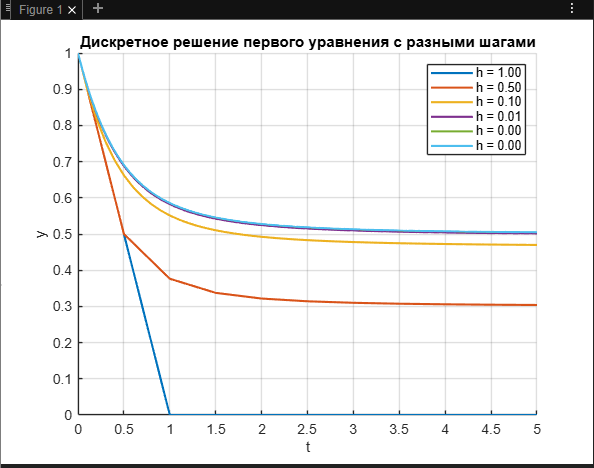 Figure 1
Дискретное решение первого уравнения с разными шагами
1
0.9
0.8
0.7
0.6
0.5
0.4
0.3
0.2
0.1
0
y
h = 1.00
h = 0.50
h = 0.10
h = 0.01
h = 0.00
h = 0.00
0 0.5 1 1.5 2 2.5 3 3.5 4 4.5 5
t